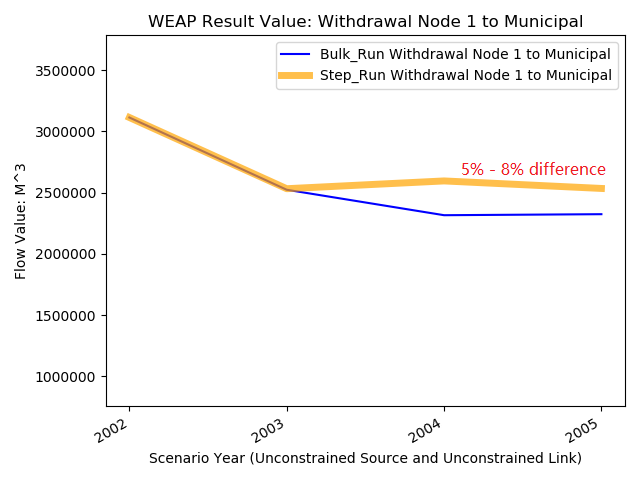 WEAP Result Value: Withdrawal Node 1 to Municipal
Bulk_Run Withdrawal Node 1 to Municipal
Step_Run Withdrawal Node 1 to Municipal
3500000
3000000
2500000
2000000
1500000
1000000
Flow Value: M^3
5% - 8% difference
2002
2003
2004
2005
Scenario Year (Unconstrained Source and Unconstrained Link)